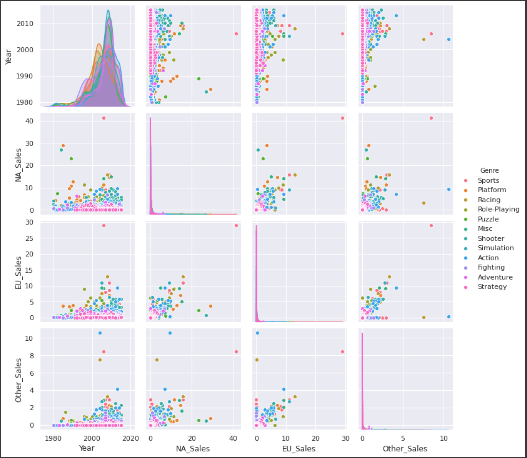 Year
2010
2000
1990
1980
NA_Sales
40
30
20
10
0
EU_Sales
30
25
20
15
10
5
0
Other_Sales
10
8
6
4
2
0
1980 2000 2020
Year
0 20 40
NA_Sales
0 10 20 30
EU_Sales
0 5 10
Other_Sales
Genre
Sports
Platform
Racing
Role-Playing
Puzzle
Misc
Shooter
Simulation
Action
Fighting
Adventure
Strategy